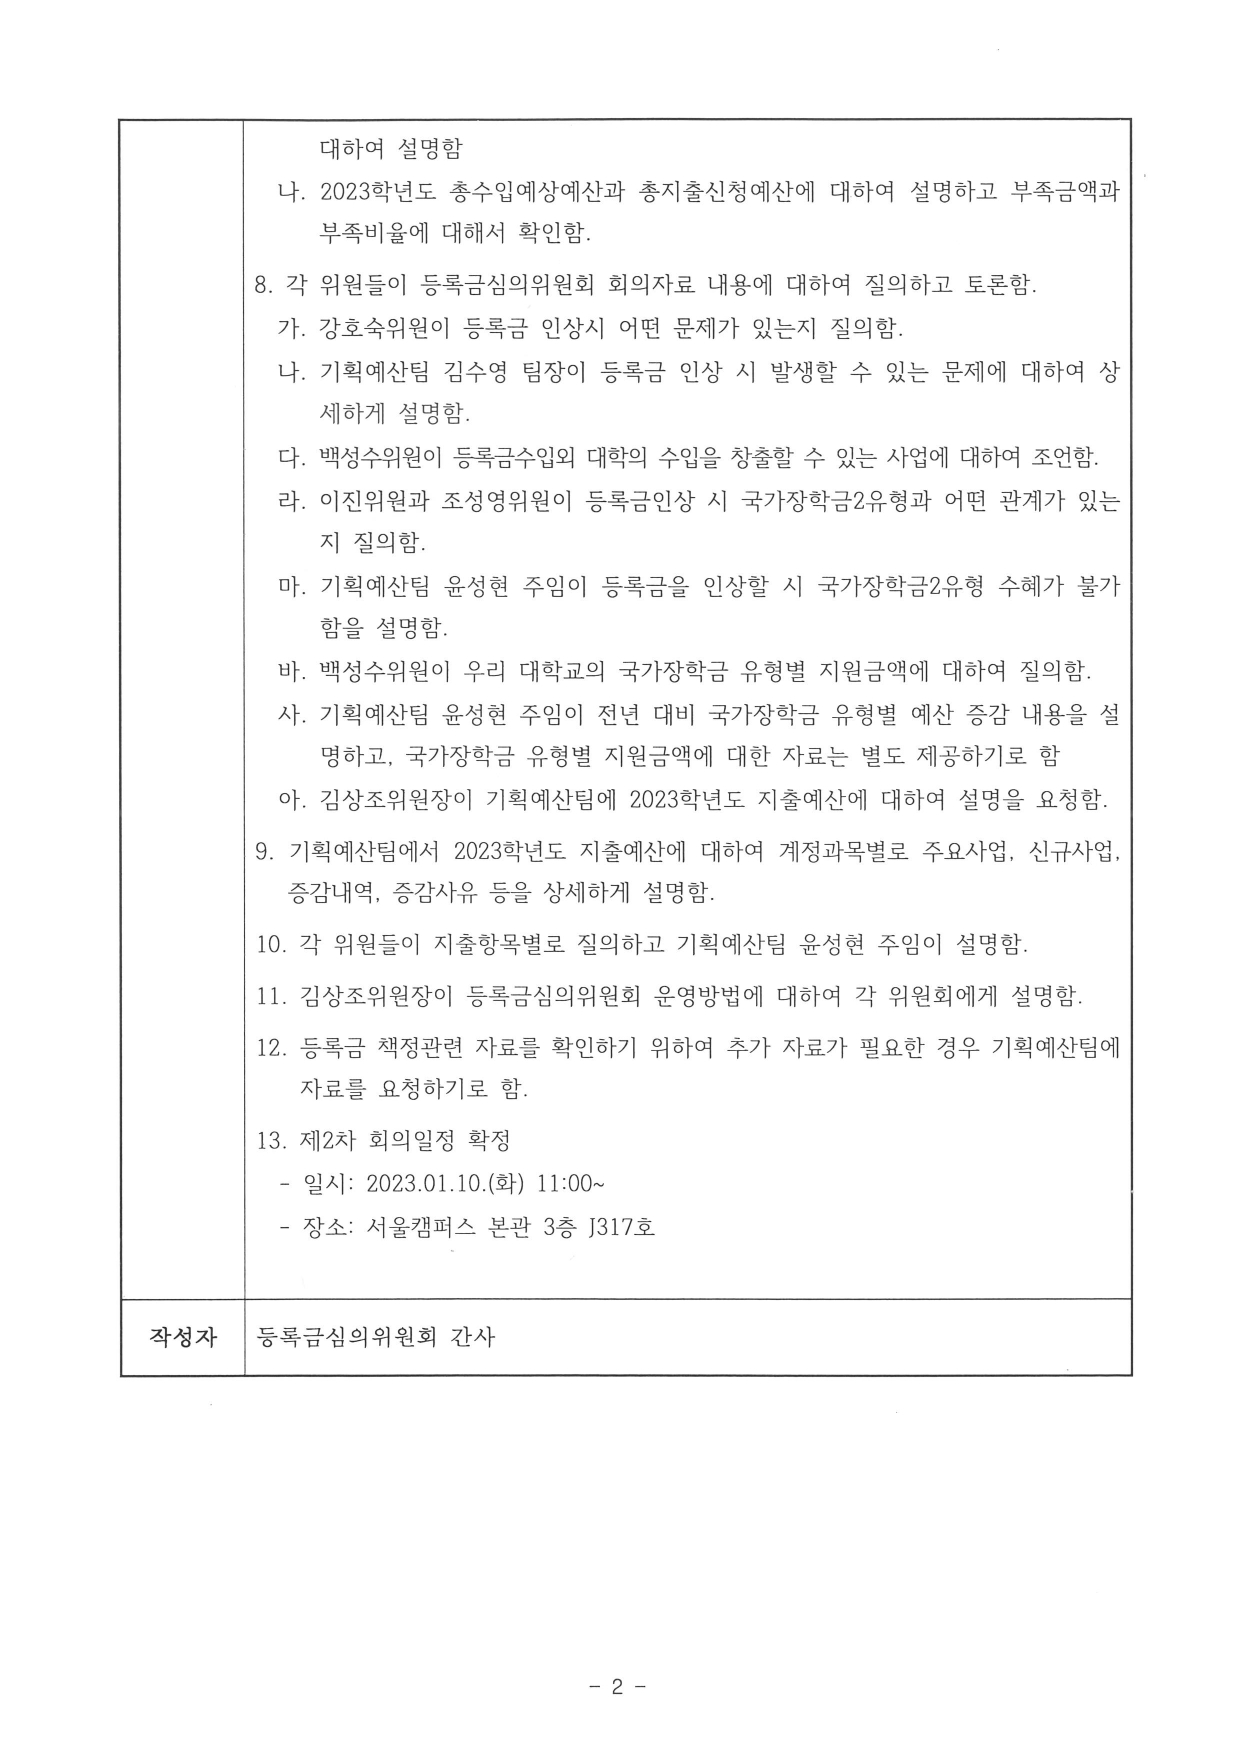 대하여 설명함
나. 2023학년도 총수입예상예산과 총지출신청예산에 대하여 설명하고 부족금액과
부족비율에 대해서 확인함.
8. 각 위원들이 등록금심의위원회 회의자료 내용에 대하여 질의하고 토론함.
가. 강호숙위원이 등록금 인상시 어떤 문제가 있는지 질의함.
나. 기획예산팀 김수영 팀장이 등록금 인상 시 발생할 수 있는 문제에 대하여 상
세하게 설명함.
다. 백성수위원이 등록금수입외 대학의 수입을 창출할 수 있는 사업에 대하여 조언함.
라. 이진위원과 조성영위원이 등록금인상 시 국가장학금2유형과 어떤 관계가 있는
지 질의함.
마. 기획예산팀 윤성현 주임이 등록금을 인상할 시 국가장학금2유형 수혜가 불가
함을 설명함.
바. 백성수위원이 우리 대학교의 국가장학금 유형별 지원금액에 대하여 질의함.
사. 기획예산팀 윤성현 주임이 전년 대비 국가장학금 유형별 예산 증감 내용을 설
명하고, 국가장학금 유형별 지원금액에 대한 자료는 별도 제공하기로 함
아. 김상조위원장이 기획예산팀에 2023학년도 지출예산에 대하여 설명을 요청함.
9. 기획예산팀에서 2023학년도 지출예산에 대하여 계정과목별로 주요사업, 신규사업,
증감내역, 증감사유 등을 상세하게 설명함.
10. 각 위원들이 지출항목별로 질의하고 기획예산팀 윤성현 주임이 설명함.
11. 김상조위원장이 등록금심의위원회 운영방법에 대하여 각 위원회에게 설명함.
12. 등록금 책정관련 자료를 확인하기 위하여 추가 자료가 필요한 경우 기획예산팀에
자료를 요청하기로 함.
13. 제2차 회의일정 확정
- 일시: 2023.01.10.(화) 11:00~
- 장소: 서울캠퍼스 본관 3층 J317호
작성자 등록금심의위원회 간사
- 2 -